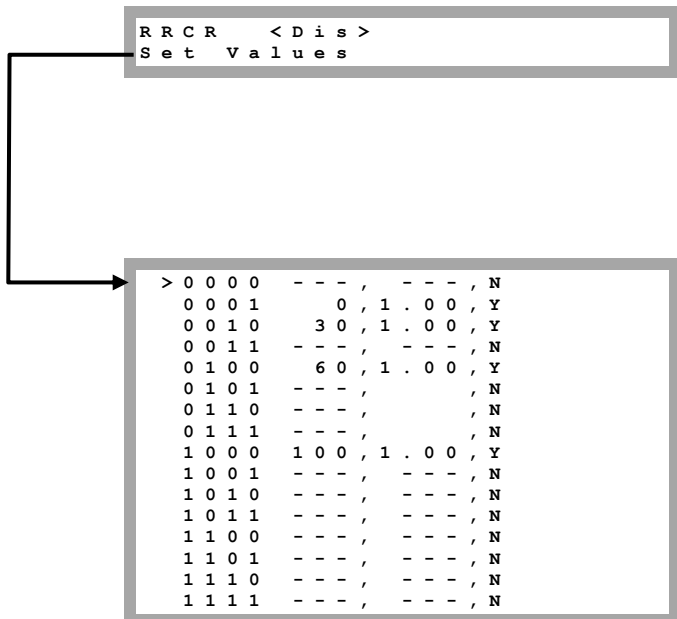 RRCR <Dis>
Set Values
>0000 ---, ---,N
0001 0,1.00,Y
0010 30,1.00,Y
0011 ---, ---,N
0100 60,1.00,Y
0101 ---, ,N
0110 ---, ,N
0111 ---, ,N
1000 100,1.00,Y
1001 ---, ---,N
1010 ---, ---,N
1011 ---, ---,N
1100 ---, ---,N
1101 ---, ---,N
1110 ---, ---,N
1111 ---, ---,N